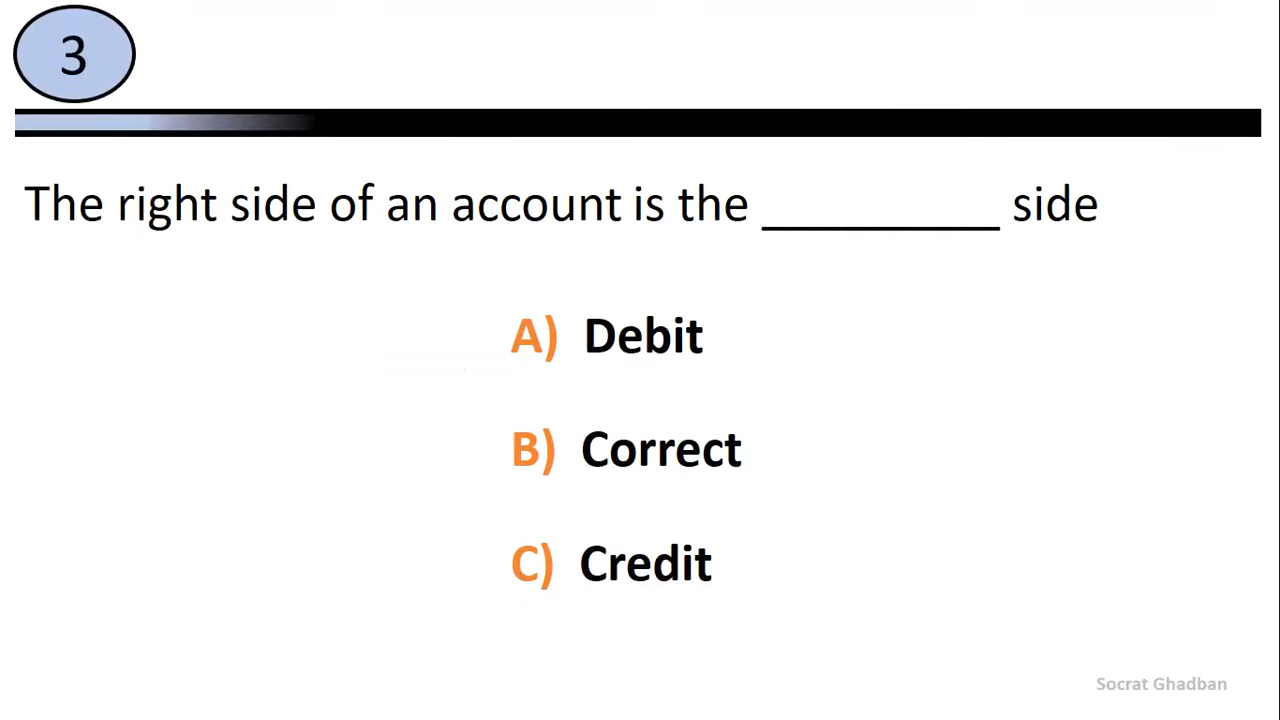 3
The right side of an account is the __________ side
A) Debit
B) Correct
C) Credit
Socrat Ghadban